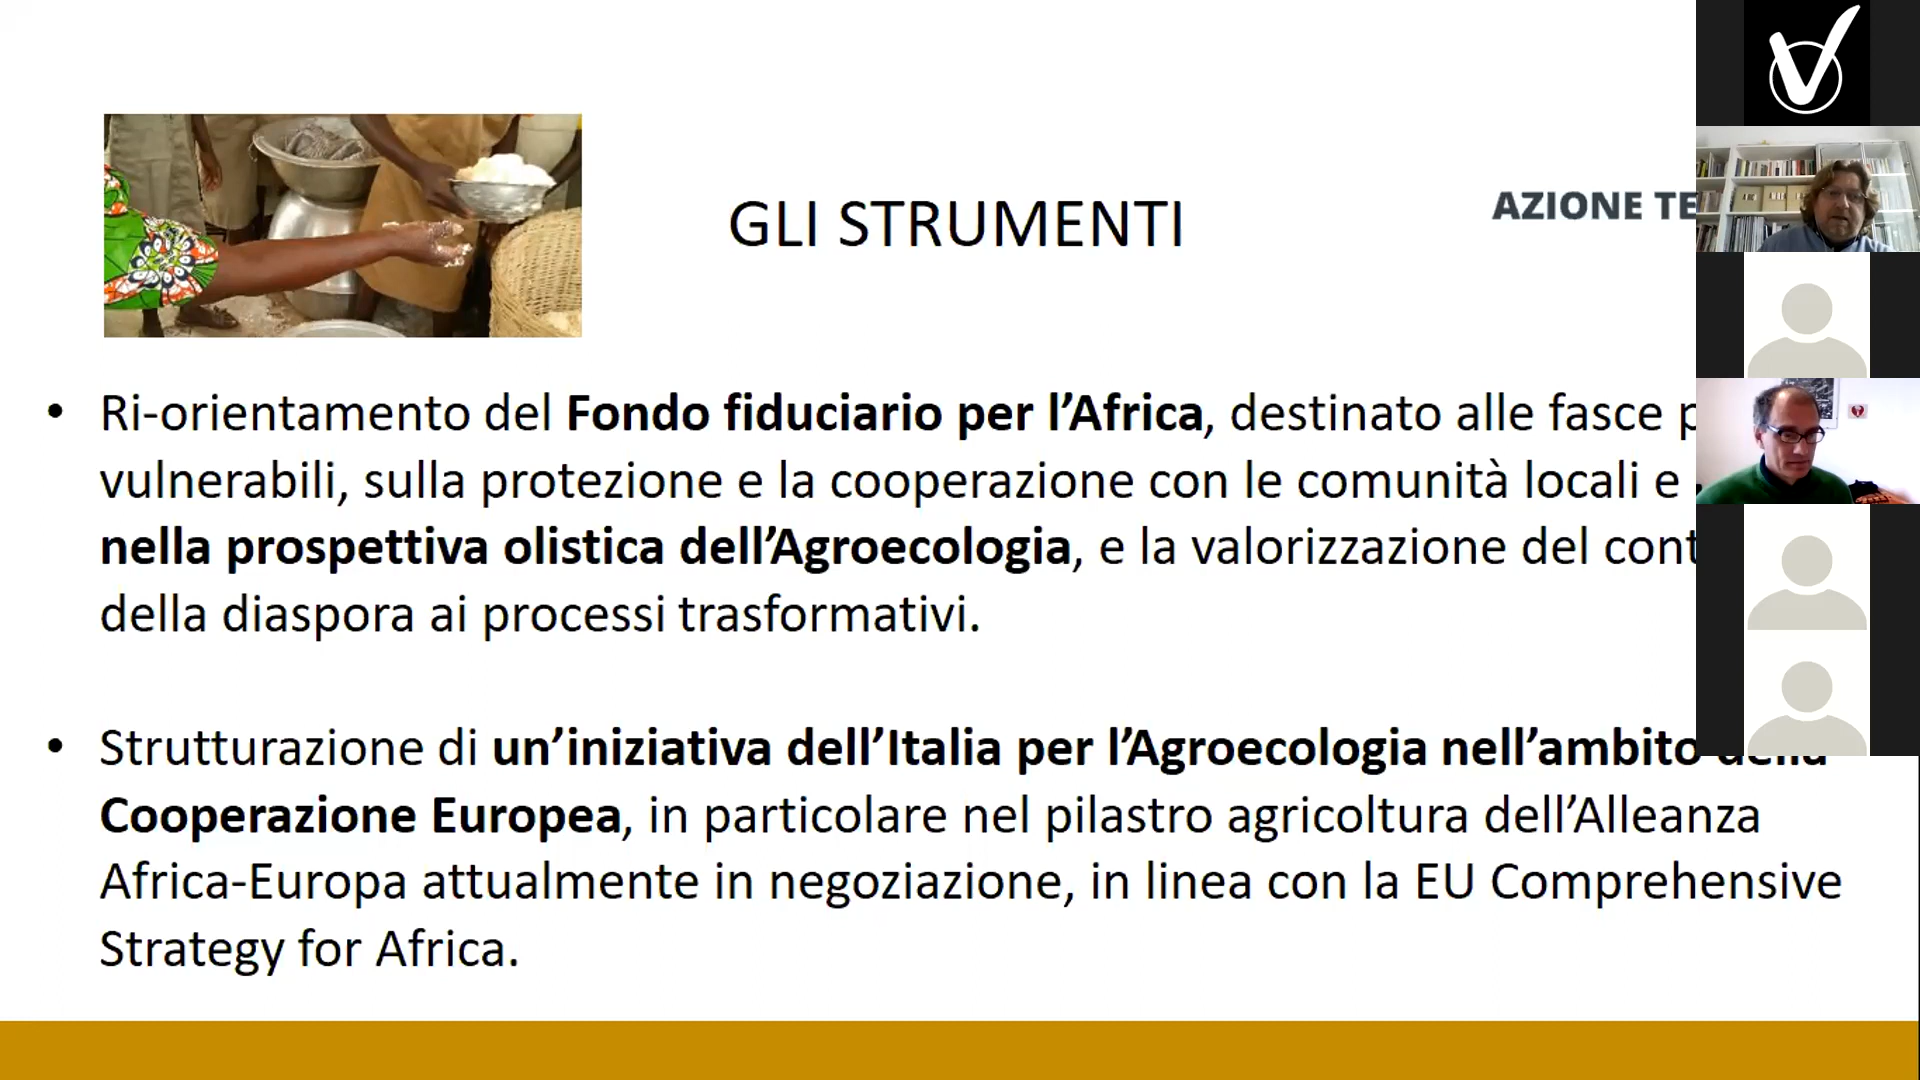 GLI STRUMENTI
AZIONE TE
• Ri-orientamento del Fondo fiduciario per l’Africa, destinato alle fasce
vulnerabili, sulla protezione e la cooperazione con le comunità locali e
nella prospettiva olistica dell’Agroecologia, e la valorizzazione del cont
della diaspora ai processi trasformativi.
• Strutturazione di un’iniziativa dell’Italia per l’Agroecologia nell’ambito della
Cooperazione Europea, in particolare nel pilastro agricoltura dell’Alleanza
Africa-Europa attualmente in negoziazione, in linea con la EU Comprehensive
Strategy for Africa.